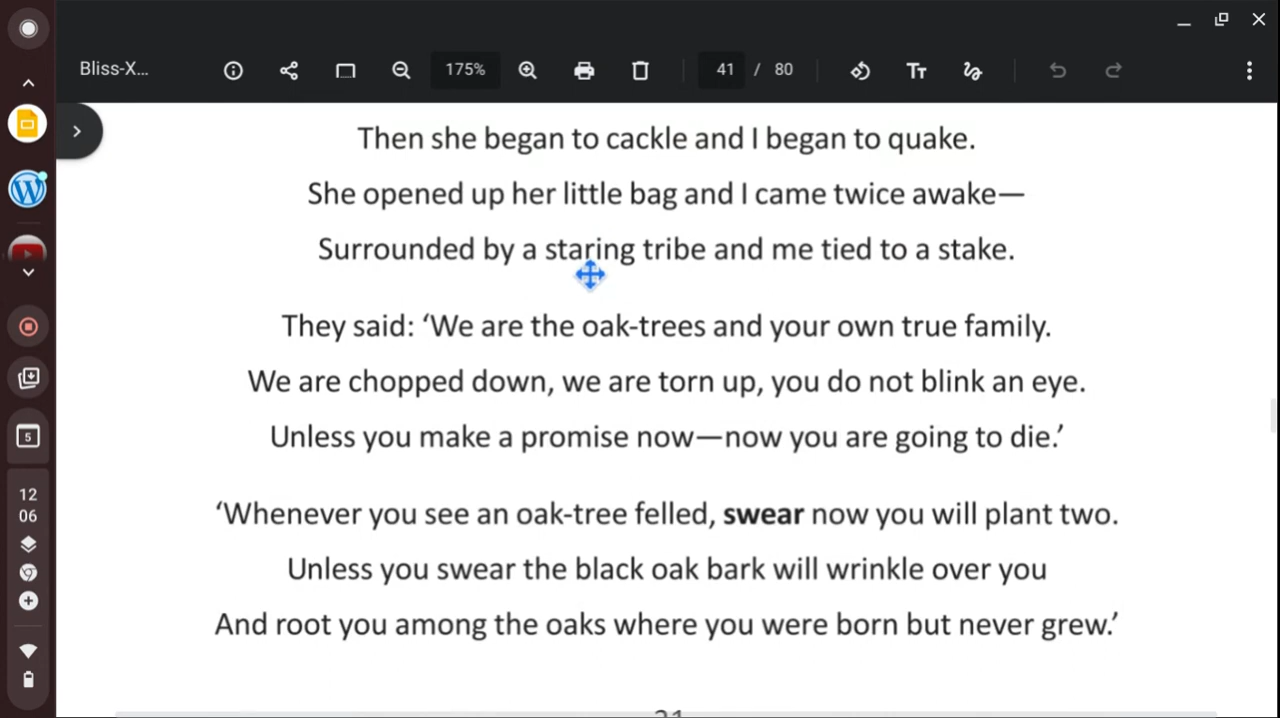 Bliss-X...
175%
41 / 80
Then she began to cackle and I began to quake.
She opened up her little bag and I came twice awake—
Surrounded by a staring tribe and me tied to a stake.
They said: ‘We are the oak-trees and your own true family.
We are chopped down, we are torn up, you do not blink an eye.
Unless you make a promise now—now you are going to die.’
‘Whenever you see an oak-tree felled, swear now you will plant two.
Unless you swear the black oak bark will wrinkle over you
And root you among the oaks where you were born but never grew.’
5
12
06